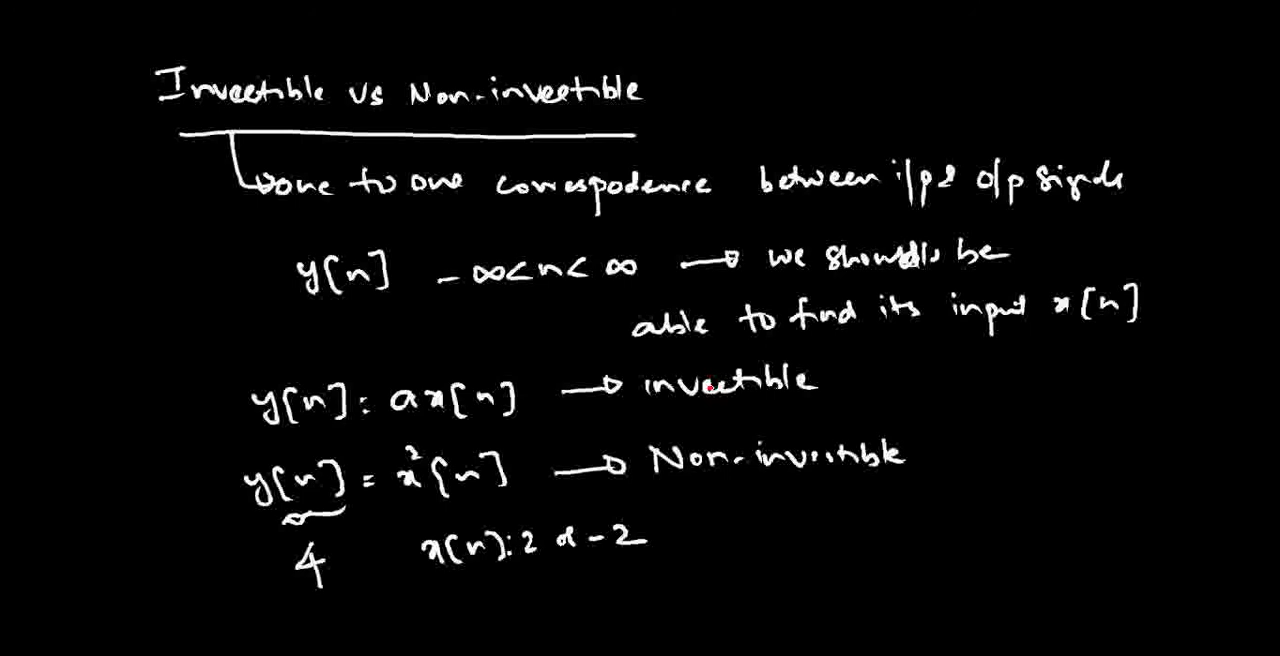 Invertible vs Non-invertible
one to one correspodence between i/p & o/p signals
y[n] -∞<n<∞ → we should be
able to find its input x[n]
y[n] : ax[n] → invertible
y[n] = x²[n] → Non-invertible
4 x(n) : 2 or -2